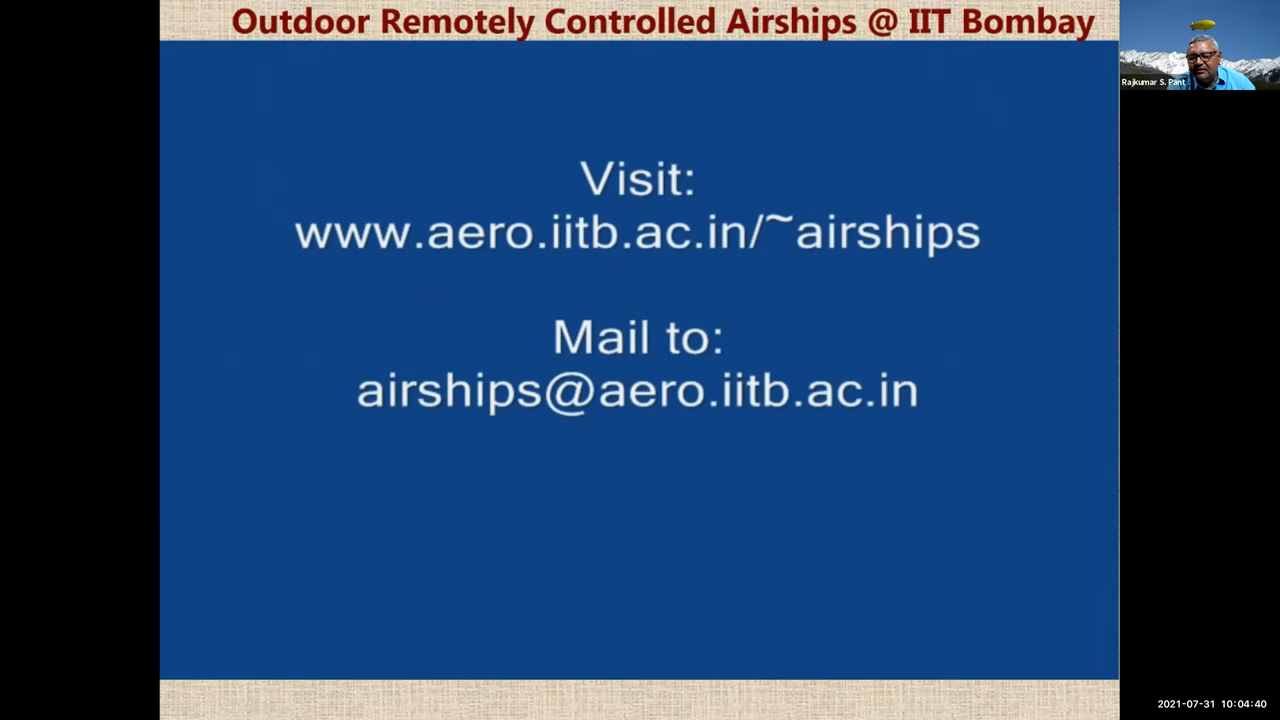 Outdoor Remotely Controlled Airships @ IIT Bombay
Rajkumar S. Pant
Visit:
www.aero.iitb.ac.in/~airships
Mail to:
airships@aero.iitb.ac.in
2021-07-31 10:04:40